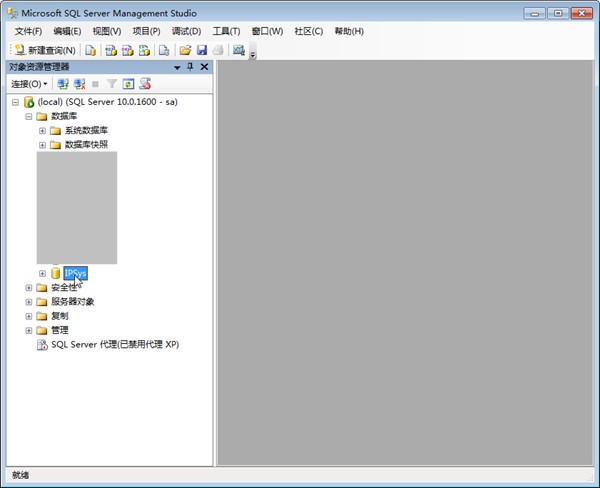 Microsoft SQL Server Management Studio
文件(F) 编辑(E) 视图(V) 项目(P) 调试(D) 工具(T) 窗口(W) 社区(C) 帮助(H)
新建查询(N)
对象资源管理器
连接(O)
(local) (SQL Server 10.0.1600 - sa)
数据库
系统数据库
数据库快照
IPSys
安全性
服务器对象
复制
管理
SQL Server 代理(已禁用代理 XP)
就绪